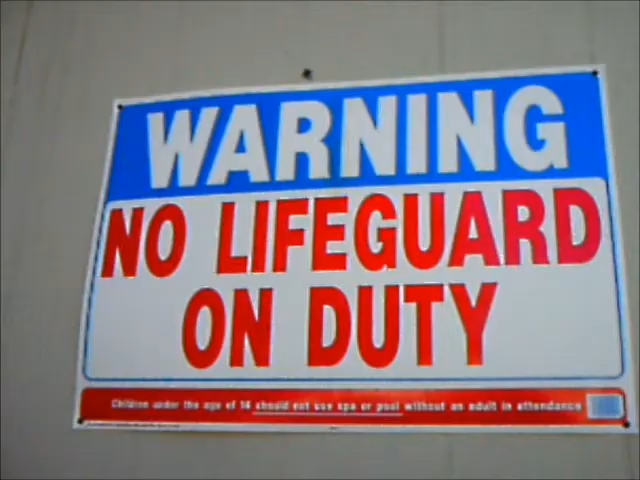 WARNING
NO LIFEGUARD
ON DUTY
Children under the age of 14 should not use spa or pool without an adult in attendance